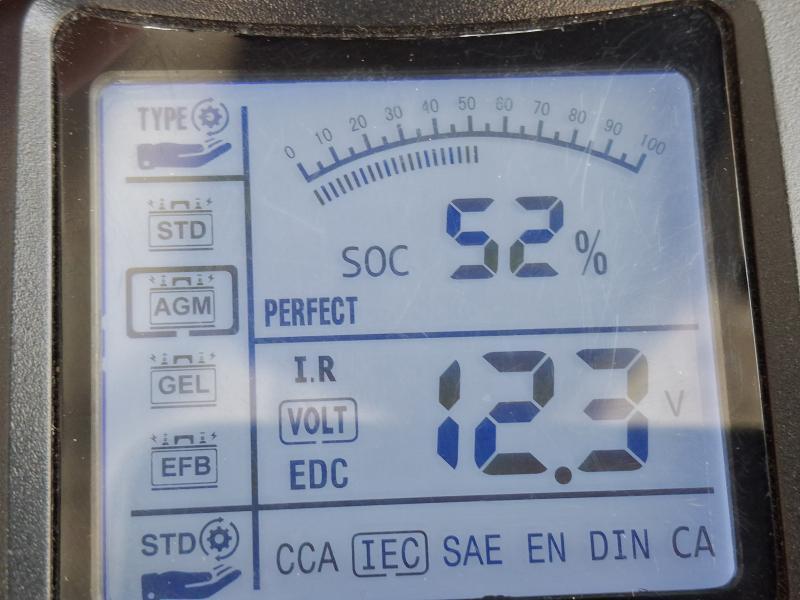 TYPE
0 10 20 30 40 50 60 70 80 90 100
STD
SOC 52 %
AGM
PERFECT
I.R
GEL
VOLT 12.3 V
EFB
EDC
STD
CCA IEC SAE EN DIN CA